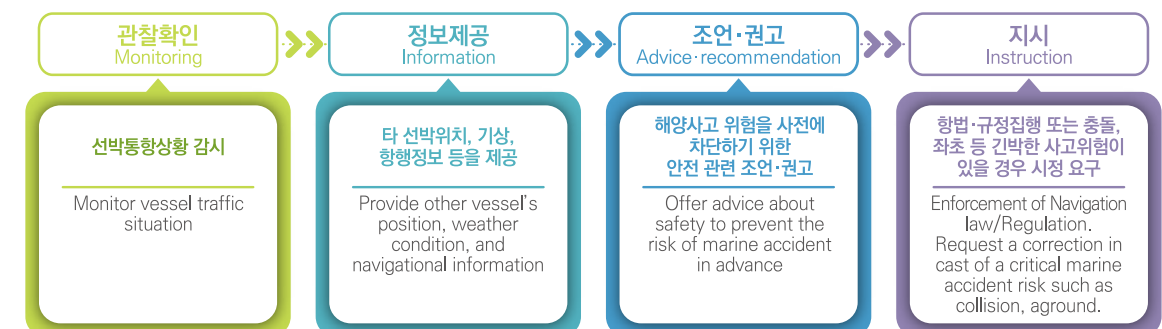 관찰확인
Monitoring
정보제공
Information
조언·권고
Advice·recommendation
지시
Instruction
선박통항상황 감시
Monitor vessel traffic
situation
타 선박위치, 기상,
항행정보 등을 제공
Provide other vessel's
position, weather
condition, and
navigational information
해양사고 위험을 사전에
차단하기 위한
안전 관련 조언·권고
Offer advice about
safety to prevent the
risk of marine accident
in advance
항법·규정집행 또는 충돌,
좌초 등 긴박한 사고위험이
있을 경우 시정 요구
Enforcement of Navigation
law/Regulation.
Request a correction in
cast of a critical marine
accident risk such as
collision, aground.